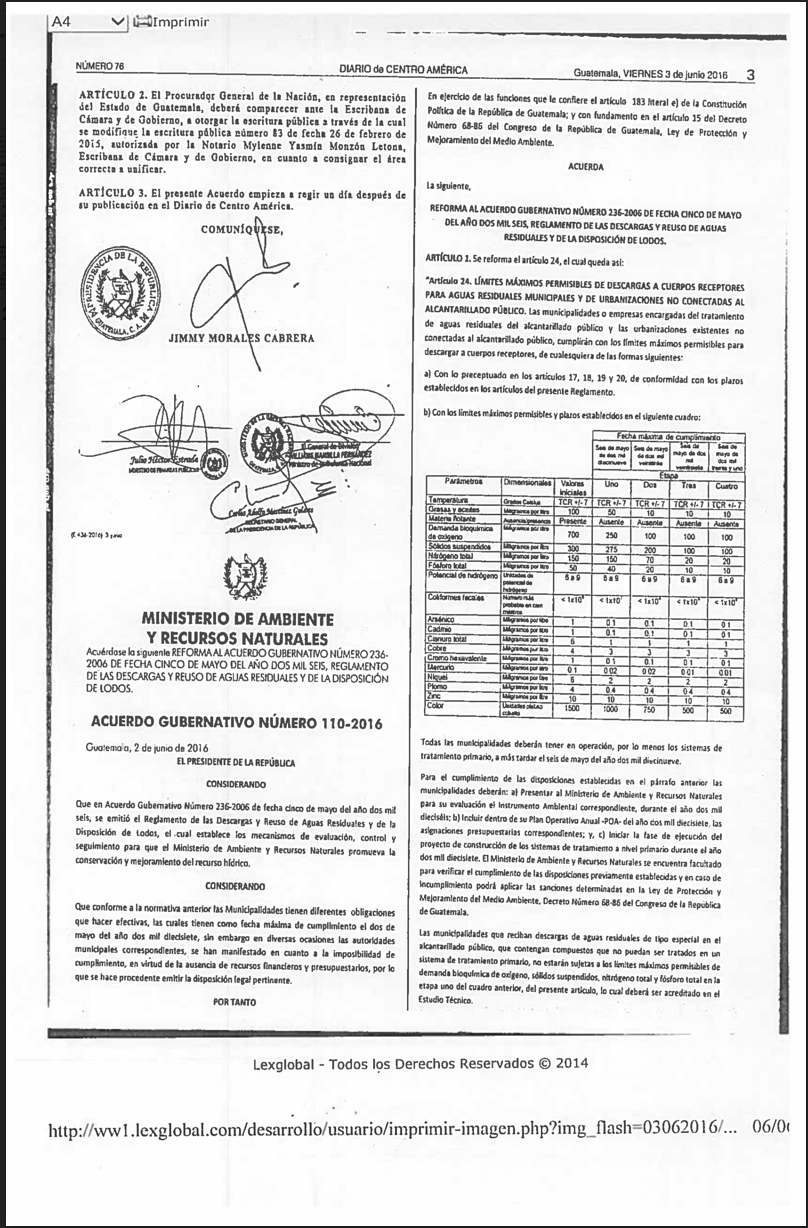 A4
Imprimir
NÚMERO 76
DIARIO de CENTRO AMÉRICA
Guatemala, VIERNES 3 de junio 2016 3
ARTÍCULO 2. El Procurador General de la Nación, en representación
del Estado de Guatemala, deberá comparecer ante la Escribana de
Cámara y de Gobierno, a otorgar la escritura pública a través de la cual
se modifique la escritura pública número 83 de fecha 26 de febrero de
2015, autorizada por la Notario Mylenne Yasmín Monzón Letona,
Escribana de Cámara y de Gobierno, en cuanto a consignar el área
correcta a unificar.
ARTÍCULO 3. El presente Acuerdo empieza a regir un día después de
su publicación en el Diario de Centro América.
COMUNÍQUESE,
PRESIDENCIA DE LA REPÚBLICA
GUATEMALA, C. A.
JIMMY MORALES CABRERA
Julio Héctor Estrada
MINISTRO DE FINANZAS PÚBLICAS
El General de División
WILLIAMS MANSILLA FERNÁNDEZ
Ministro de la Defensa Nacional
Carlos Adolfo Martínez Gularte
SECRETARIO GENERAL
DE LA PRESIDENCIA DE LA REPÚBLICA
(E-436-2016)-3-junio
MINISTERIO DE AMBIENTE
Y RECURSOS NATURALES
Acuérdase lo siguiente REFORMA AL ACUERDO GUBERNATIVO NÚMERO 236-
2006 DE FECHA CINCO DE MAYO DEL AÑO DOS MIL SEIS, REGLAMENTO
DE LAS DESCARGAS Y REUSO DE AGUAS RESIDUALES Y DE LA DISPOSICIÓN
DE LODOS.
ACUERDO GUBERNATIVO NÚMERO 110-2016
Guatemala, 2 de junio de 2016
EL PRESIDENTE DE LA REPÚBLICA
CONSIDERANDO
Que en Acuerdo Gubernativo Número 236-2006 de fecha cinco de mayo del año dos mil
seis, se emitió el Reglamento de las Descargas y Reuso de Aguas Residuales y de la
Disposición de Lodos, el cual establece los mecanismos de evaluación, control y
seguimiento para que el Ministerio de Ambiente y Recursos Naturales promueva la
conservación y mejoramiento del recurso hídrico.
CONSIDERANDO
Que conforme a la normativa anterior las Municipalidades tienen diferentes obligaciones
que hacer efectivas, las cuales tienen como fecha máxima de cumplimiento el dos de
mayo del año dos mil diecisiete, sin embargo en diversas ocasiones las autoridades
municipales correspondientes, se han manifestado en cuanto a la imposibilidad de
cumplimiento, en virtud de la ausencia de recursos financieros y presupuestarios, por lo
que se hace procedente emitir la disposición legal pertinente.
POR TANTO
En ejercicio de las funciones que le confiere el artículo 183 literal e) de la Constitución
Política de la República de Guatemala; y con fundamento en el artículo 15 del Decreto
Número 68-86 del Congreso de la República de Guatemala, Ley de Protección y
Mejoramiento del Medio Ambiente.
ACUERDA
La siguiente,
REFORMA AL ACUERDO GUBERNATIVO NÚMERO 236-2006 DE FECHA CINCO DE MAYO
DEL AÑO DOS MIL SEIS, REGLAMENTO DE LAS DESCARGAS Y REUSO DE AGUAS
RESIDUALES Y DE LA DISPOSICIÓN DE LODOS.
ARTÍCULO 1. Se reforma el artículo 24, el cual queda así:
"Artículo 24. LÍMITES MÁXIMOS PERMISIBLES DE DESCARGAS A CUERPOS RECEPTORES
PARA AGUAS RESIDUALES MUNICIPALES Y DE URBANIZACIONES NO CONECTADAS AL
ALCANTARILLADO PÚBLICO. Las municipalidades o empresas encargadas del tratamiento
de aguas residuales del alcantarillado público y las urbanizaciones existentes no
conectadas al alcantarillado público, cumplirán con los límites máximos permisibles para
descargar a cuerpos receptores, de cualesquiera de las formas siguientes:
a) Con lo preceptuado en los artículos 17, 18, 19 y 20, de conformidad con los plazos
establecidos en los artículos del presente Reglamento.
b) Con los límites máximos permisibles y plazos establecidos en el siguiente cuadro:
Fecha máxima de cumplimiento
Seis de mayo de dos mil diecinueve Seis de mayo de dos mil veintitrés Seis de mayo de dos mil veintisiete Seis de mayo de dos mil treinta y uno
Etapa
Parámetros Dimensionales Valores iniciales Uno Dos Tres Cuatro
Temperatura Grados Celsius TCR +/- 7 TCR +/- 7 TCR +/- 7 TCR +/- 7 TCR +/- 7
Grasas y aceites Miligramos por litro 100 50 10 10 10
Materia flotante Ausencia/presencia Presente Ausente Ausente Ausente Ausente
Demanda bioquímica de oxígeno Miligramos por litro 700 250 100 100 100
Sólidos suspendidos Miligramos por litro 300 275 200 100 100
Nitrógeno total Miligramos por litro 150 150 70 20 20
Fósforo total Miligramos por litro 50 40 20 10 10
Potencial de hidrógeno Unidades de potencial de hidrógeno 6 a 9 6 a 9 6 a 9 6 a 9 6 a 9
Coliformes fecales Número más probable en cien mililitros
Arsénico Miligramos por litro 1 0.1 0.1 0.1 0.1
Cadmio Miligramos por litro 1 0.1 0.1 0.1 0.1
Cianuro total Miligramos por litro 6 1 1 1 1
Cobre Miligramos por litro 4 3 3 3 3
Cromo hexavalente Miligramos por litro 1 0.1 0.1 0.1 0.1
Mercurio Miligramos por litro 0.1 0.02 0.02 0.01 0.01
Níquel Miligramos por litro 6 2 2 2 2
Plomo Miligramos por litro 4 0.4 0.4 0.4 0.4
Zinc Miligramos por litro 10 10 10 10 10
Color Unidades platino cobalto 1500 1000 750 500 500
Todas las municipalidades deberán tener en operación, por lo menos los sistemas de
tratamiento primario, a más tardar el seis de mayo del año dos mil diecinueve.
Para el cumplimiento de las disposiciones establecidas en el párrafo anterior las
municipalidades deberán: a) Presentar al Ministerio de Ambiente y Recursos Naturales
para su evaluación el Instrumento Ambiental correspondiente, durante el año dos mil
dieciséis; b) Incluir dentro de su Plan Operativo Anual -POA- del año dos mil diecisiete, las
asignaciones presupuestarias correspondientes; y, c) Iniciar la fase de ejecución del
proyecto de construcción de los sistemas de tratamiento a nivel primario durante el año
dos mil diecisiete. El Ministerio de Ambiente y Recursos Naturales se encuentra facultado
para verificar el cumplimiento de las disposiciones previamente establecidas y en caso de
incumplimiento podrá aplicar las sanciones determinadas en la Ley de Protección y
Mejoramiento del Medio Ambiente, Decreto Número 68-86 del Congreso de la República
de Guatemala.
Las municipalidades que reciban descargas de aguas residuales de tipo especial en el
alcantarillado público, que contengan compuestos que no puedan ser tratados en un
sistema de tratamiento primario, no estarán sujetas a los límites máximos permisibles de
demanda bioquímica de oxígeno, sólidos suspendidos, nitrógeno total y fósforo total en la
etapa uno del cuadro anterior, del presente artículo, lo cual deberá ser acreditado en el
Estudio Técnico.
Lexglobal - Todos los Derechos Reservados © 2014
http://ww1.lexglobal.com/desarrollo/usuario/imprimir-imagen.php?img_flash=03062016/... 06/0